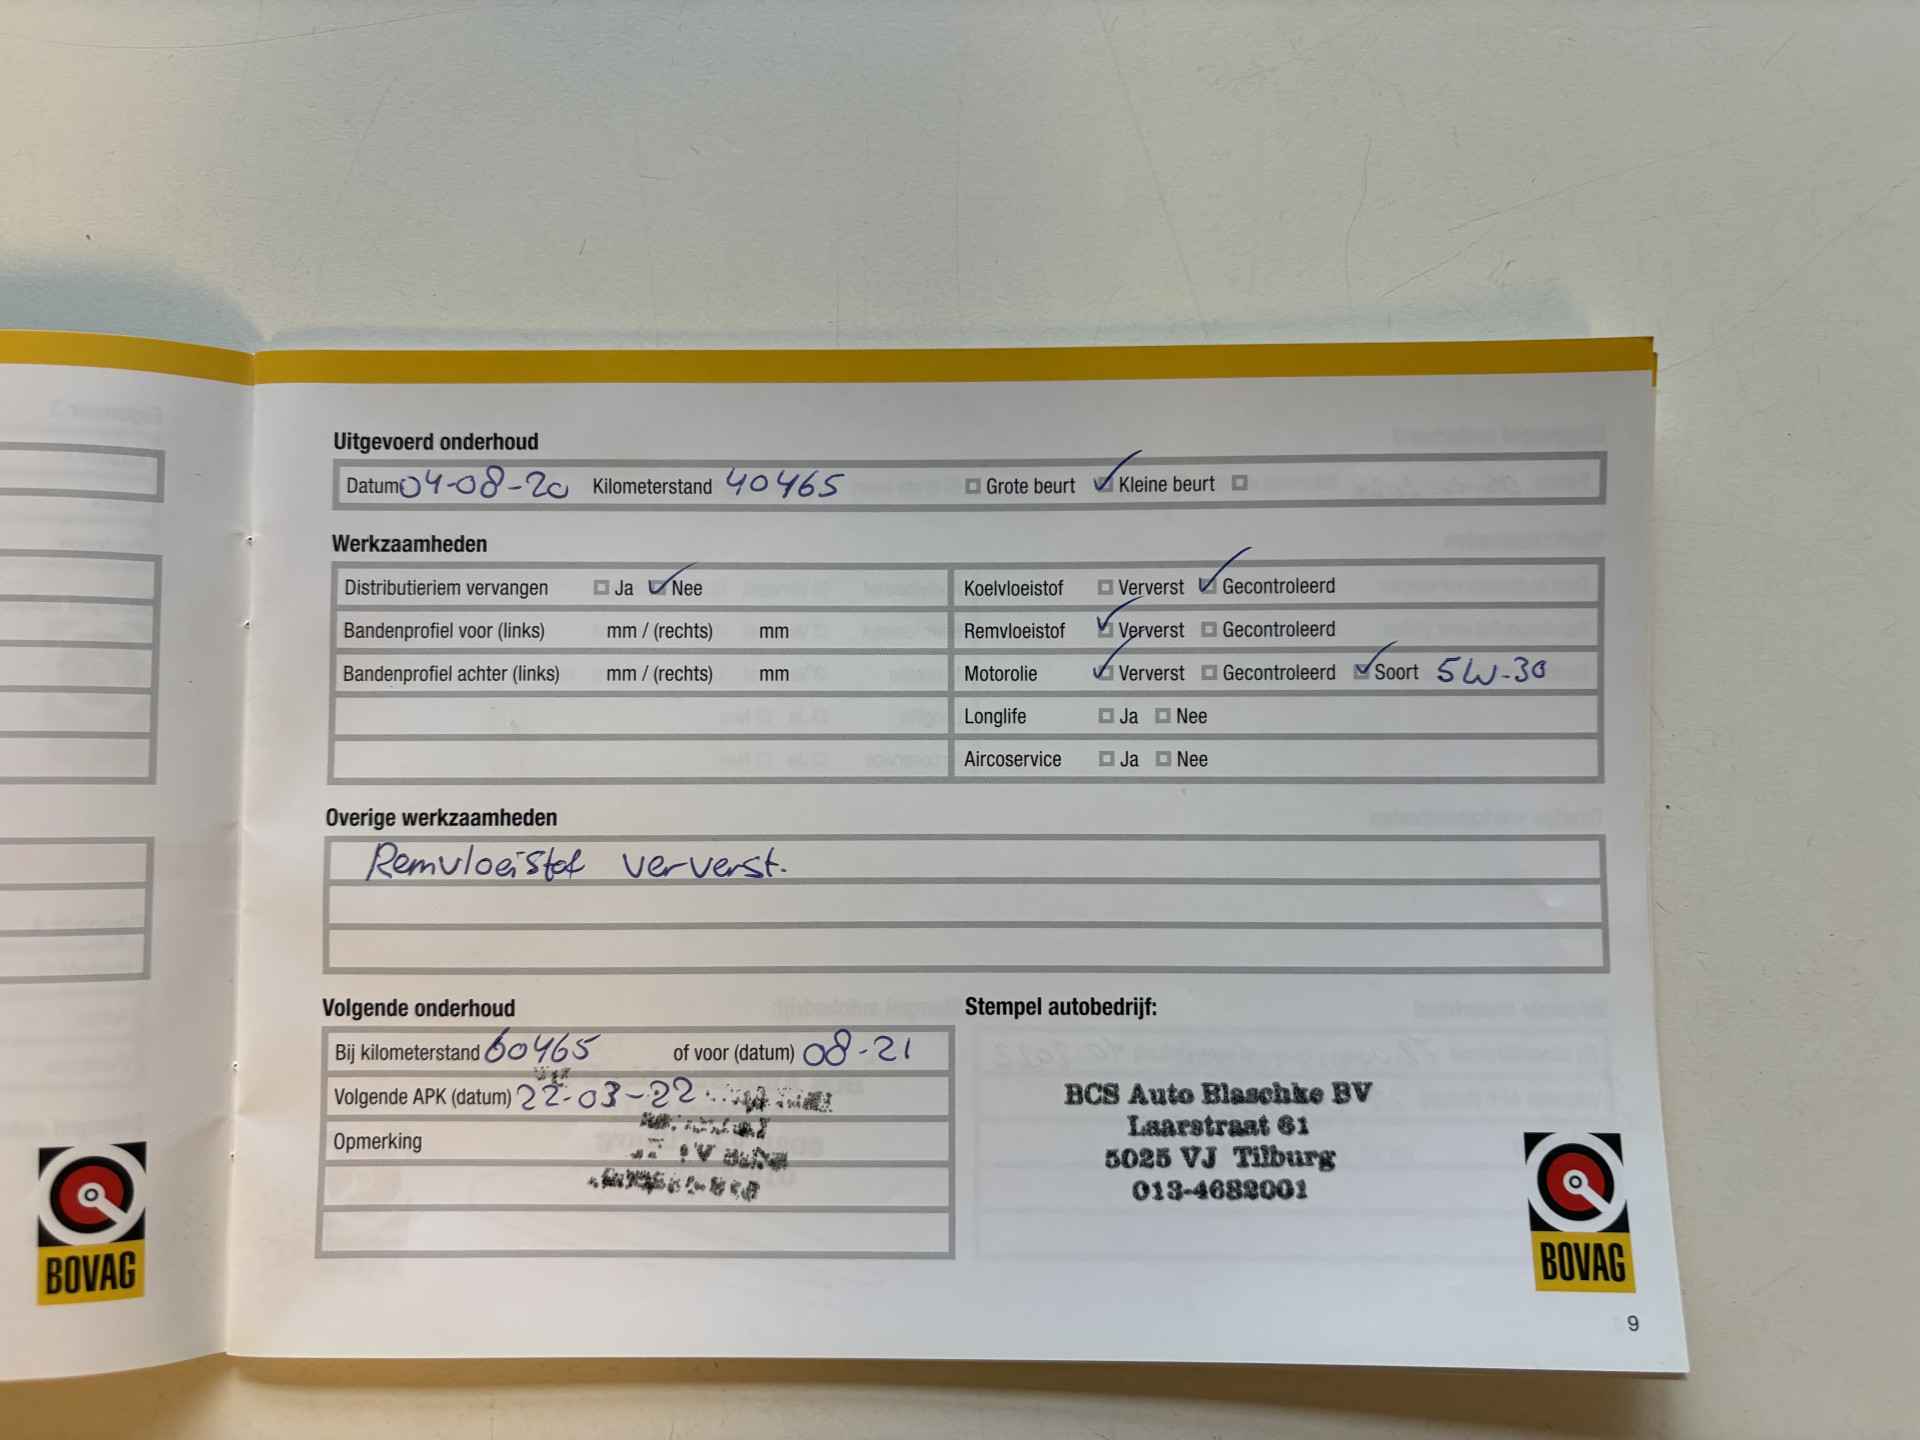 Uitgevoerd onderhoud
Datum 04-08-20 Kilometerstand 40465 Grote beurt Kleine beurt
Werkzaamheden
Distributieriem vervangen Ja Nee Koelvloeistof Ververst Gecontroleerd
Bandenprofiel voor (links) mm / (rechts) mm Remvloeistof Ververst Gecontroleerd
Bandenprofiel achter (links) mm / (rechts) mm Motorolie Ververst Gecontroleerd Soort 5W-30
Longlife Ja Nee
Aircoservice Ja Nee
Overige werkzaamheden
Remvloeistof ververst.
Volgende onderhoud Stempel autobedrijf:
Bij kilometerstand 60465 of voor (datum) 08-21
Volgende APK (datum) 22-03-22
Opmerking
BCS Auto Blaschke BV
Laarstraat 61
5025 VJ Tilburg
013-4682001
BOVAG
BOVAG
9